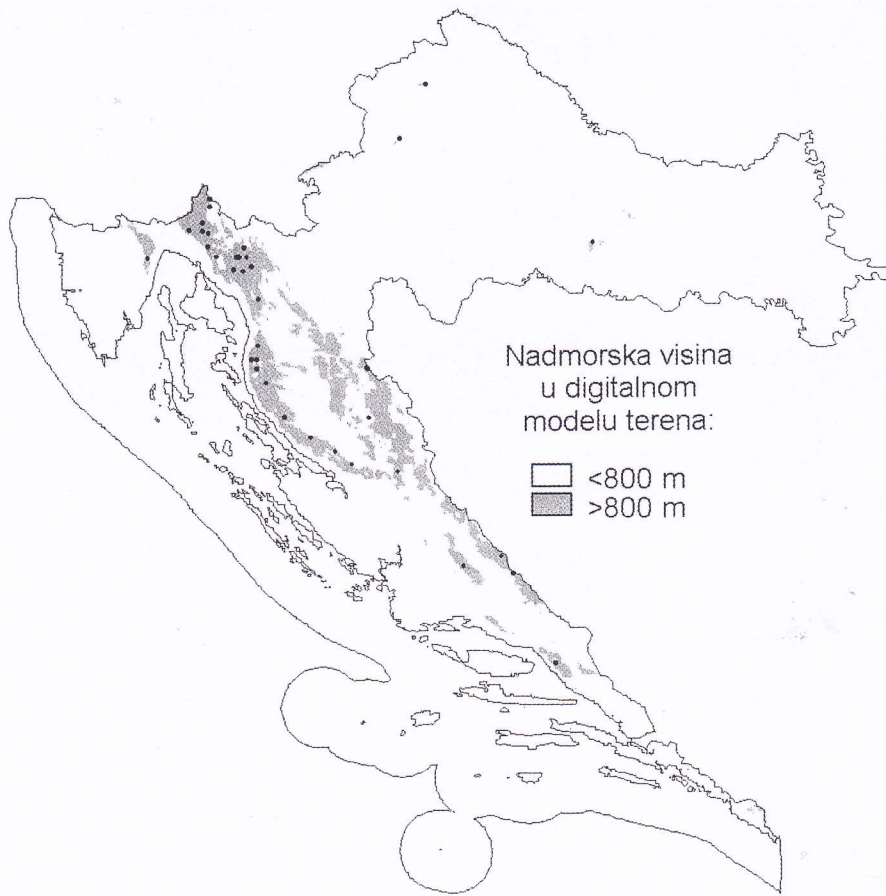 Nadmorska visina
u digitalnom
modelu terena:
<800 m
>800 m